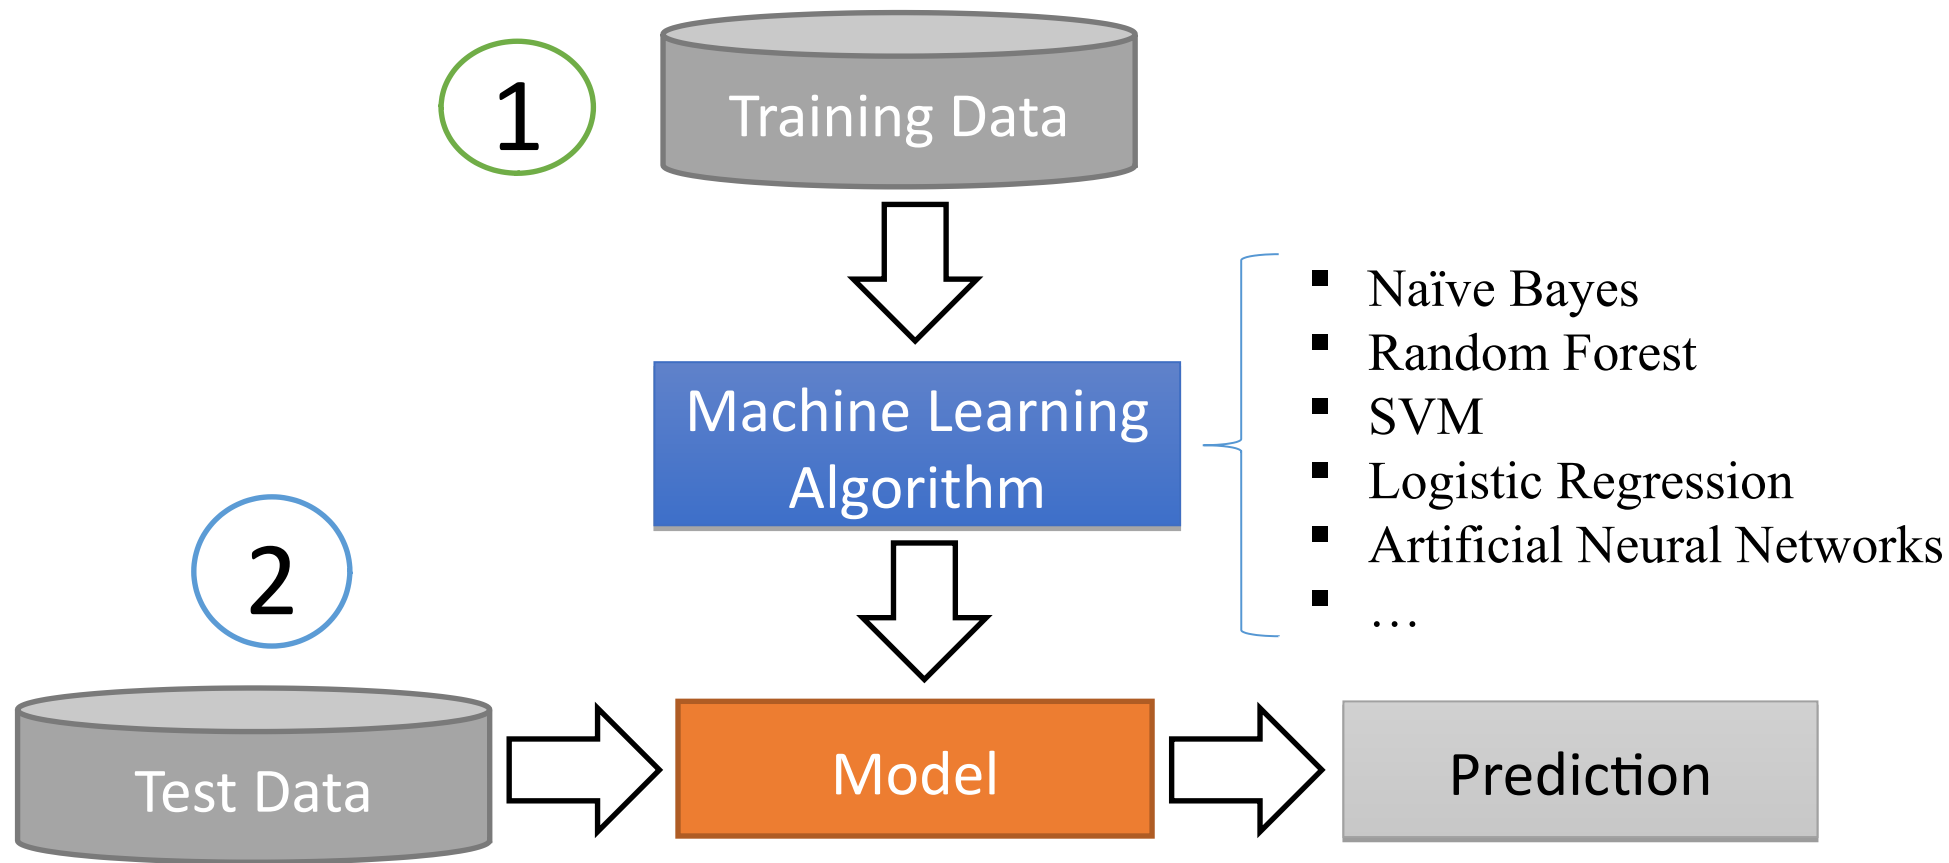 1
Training Data
Machine Learning
Algorithm
▪ Naïve Bayes
▪ Random Forest
▪ SVM
▪ Logistic Regression
▪ Artificial Neural Networks
▪ …
2
Test Data
Model
Prediction